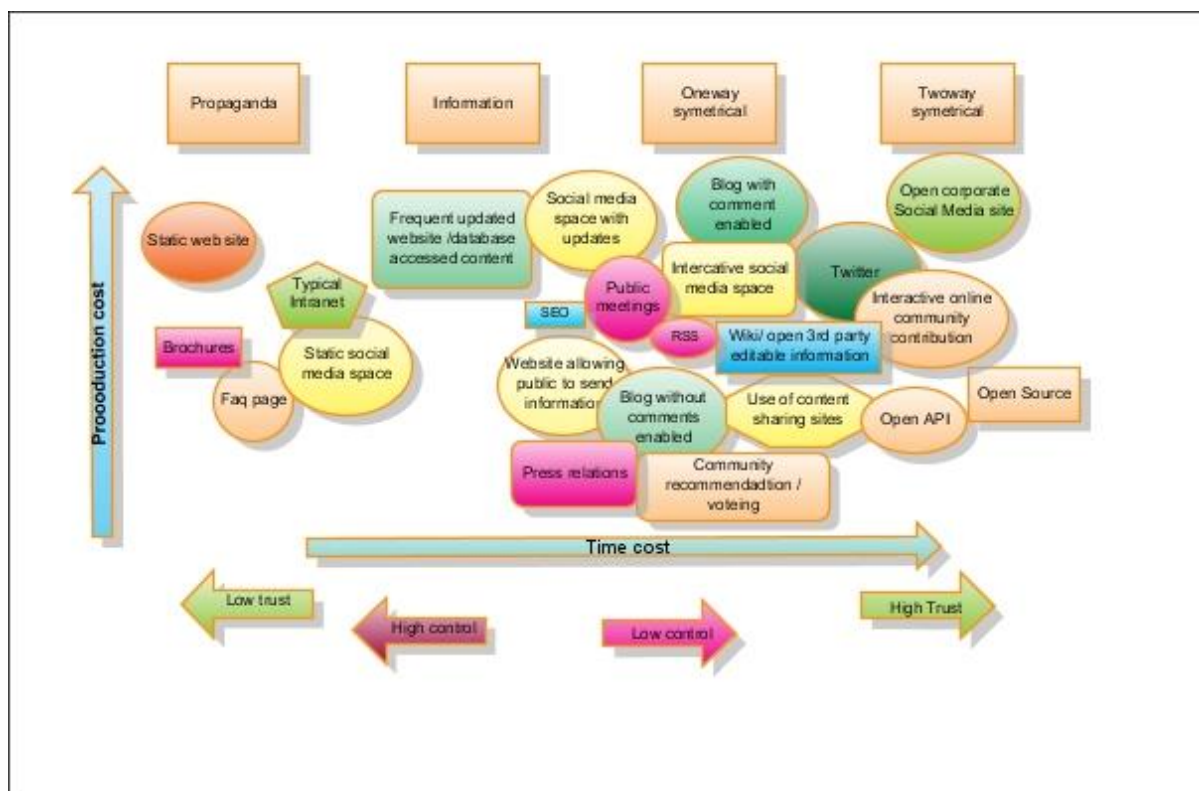 Propaganda
Information
Oneway
symetrical
Twoway
symetrical
Static web site
Typical
Intranet
Brochures
Static social
media space
Faq page
Frequent updated
website /database
accessed content
Social media
space with
updates
Blog with
comment
enabled
Open corporate
Social Media site
Public
meetings
Intercative social
media space
Twitter
Interactive online
community
contribution
SEO
RSS
Wiki/ open 3rd party
editable information
Website allowing
public to send
information
Blog without
comments
enabled
Use of content
sharing sites
Open API
Open Source
Press relations
Community
recommendadtion /
voteing
Proooduction cost
Time cost
Low trust
High control
Low control
High Trust